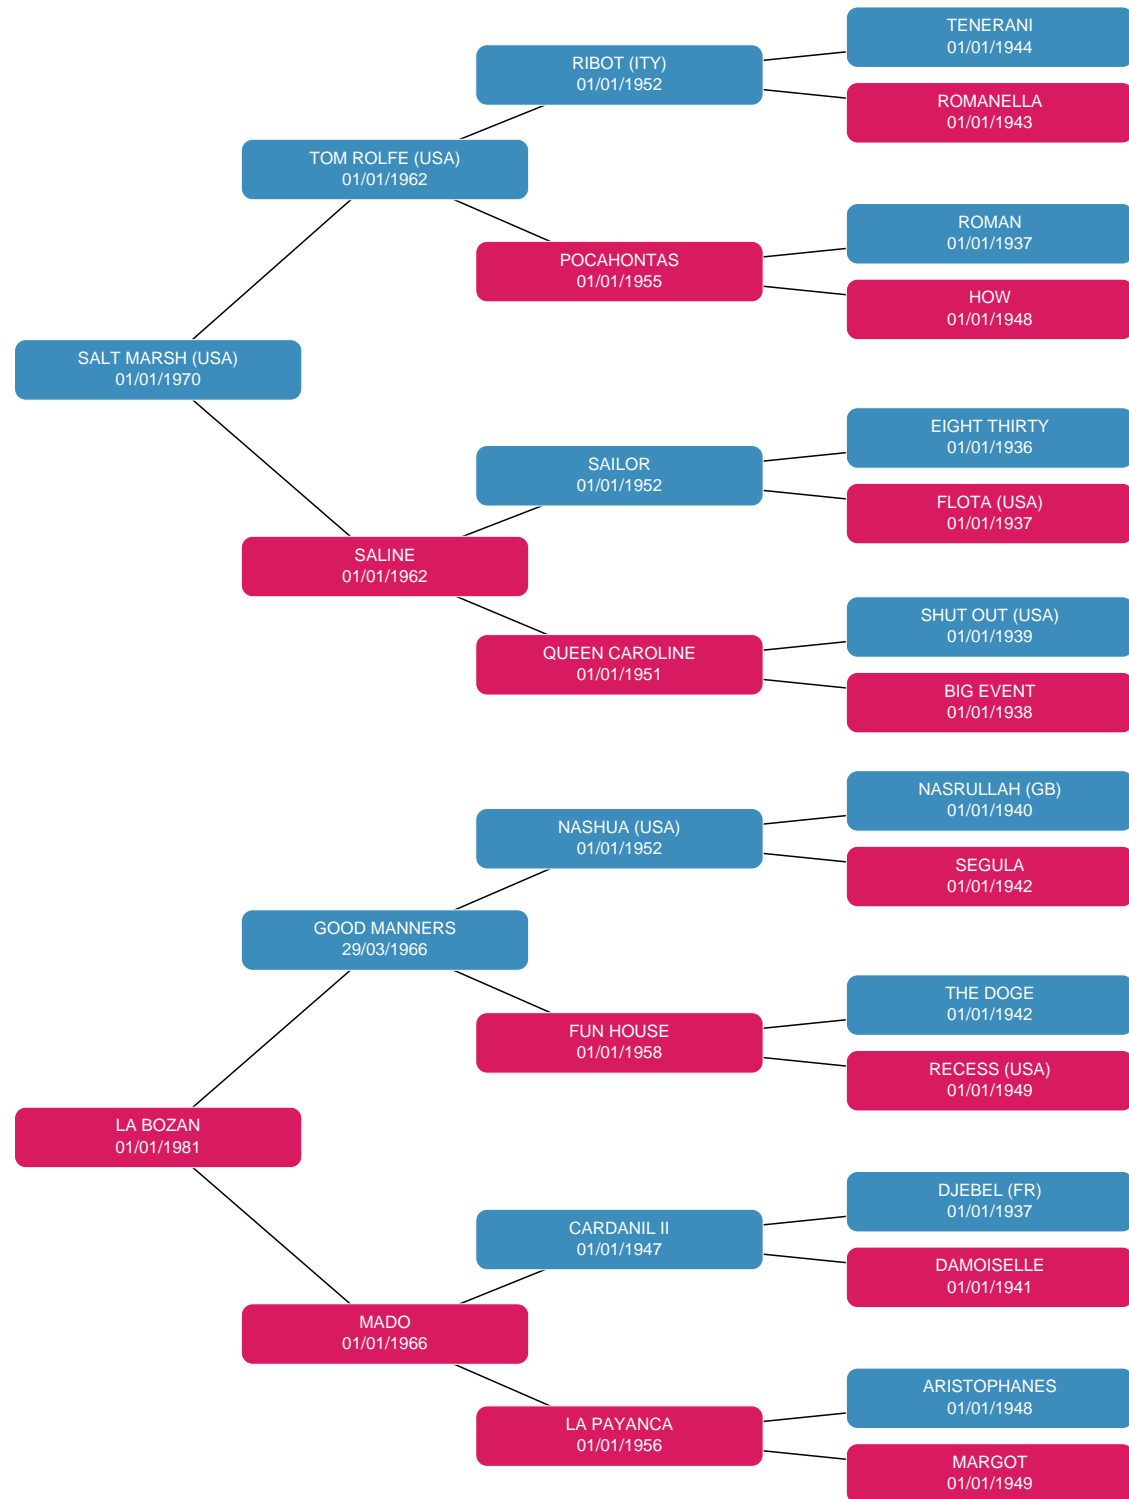 TENERANI
01/01/1944
RIBOT (ITY)
01/01/1952
ROMANELLA
01/01/1943
TOM ROLFE (USA)
01/01/1962
ROMAN
01/01/1937
POCAHONTAS
01/01/1955
HOW
01/01/1948
SALT MARSH (USA)
01/01/1970
EIGHT THIRTY
01/01/1936
SAILOR
01/01/1952
FLOTA (USA)
01/01/1937
SALINE
01/01/1962
SHUT OUT (USA)
01/01/1939
QUEEN CAROLINE
01/01/1951
BIG EVENT
01/01/1938
NASRULLAH (GB)
01/01/1940
NASHUA (USA)
01/01/1952
SEGULA
01/01/1942
GOOD MANNERS
29/03/1966
THE DOGE
01/01/1942
FUN HOUSE
01/01/1958
RECESS (USA)
01/01/1949
LA BOZAN
01/01/1981
DJEBEL (FR)
01/01/1937
CARDANIL II
01/01/1947
DAMOISELLE
01/01/1941
MADO
01/01/1966
ARISTOPHANES
01/01/1948
LA PAYANCA
01/01/1956
MARGOT
01/01/1949